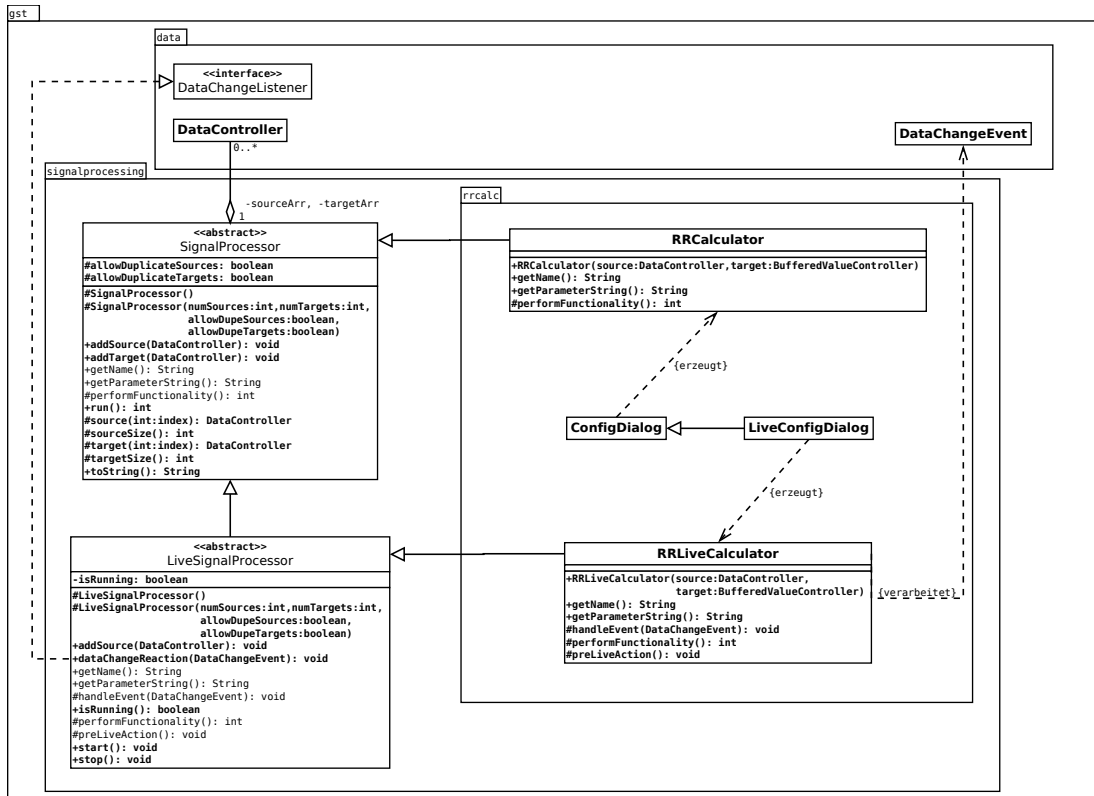 gst
data
<<interface>>
DataChangeListener
DataController
0..*
DataChangeEvent
signalprocessing
-sourceArr, -targetArr
1
<<abstract>>
SignalProcessor
#allowDuplicateSources: boolean
#allowDuplicateTargets: boolean
#SignalProcessor()
#SignalProcessor(numSources:int,numTargets:int,
allowDupeSources:boolean,
allowDupeTargets:boolean)
+addSource(DataController): void
+addTarget(DataController): void
+getName(): String
+getParameterString(): String
#performFunctionality(): int
+run(): int
#source(int:index): DataController
#sourceSize(): int
#target(int:index): DataController
#targetSize(): int
+toString(): String
<<abstract>>
LiveSignalProcessor
-isRunning: boolean
#LiveSignalProcessor()
#LiveSignalProcessor(numSources:int,numTargets:int,
allowDupeSources:boolean,
allowDupeTargets:boolean)
+addSource(DataController): void
+dataChangeReaction(DataChangeEvent): void
+getName(): String
+getParameterString(): String
#handleEvent(DataChangeEvent): void
+isRunning(): boolean
#performFunctionality(): int
#preLiveAction(): void
+start(): void
+stop(): void
rrcalc
RRCalculator
+RRCalculator(source:DataController,target:BufferedValueController)
+getName(): String
+getParameterString(): String
#performFunctionality(): int
{erzeugt}
ConfigDialog
LiveConfigDialog
{erzeugt}
RRLiveCalculator
+RRLiveCalculator(source:DataController,
target:BufferedValueController)
+getName(): String
+getParameterString(): String
#handleEvent(DataChangeEvent): void
#performFunctionality(): int
#preLiveAction(): void
{verarbeitet}